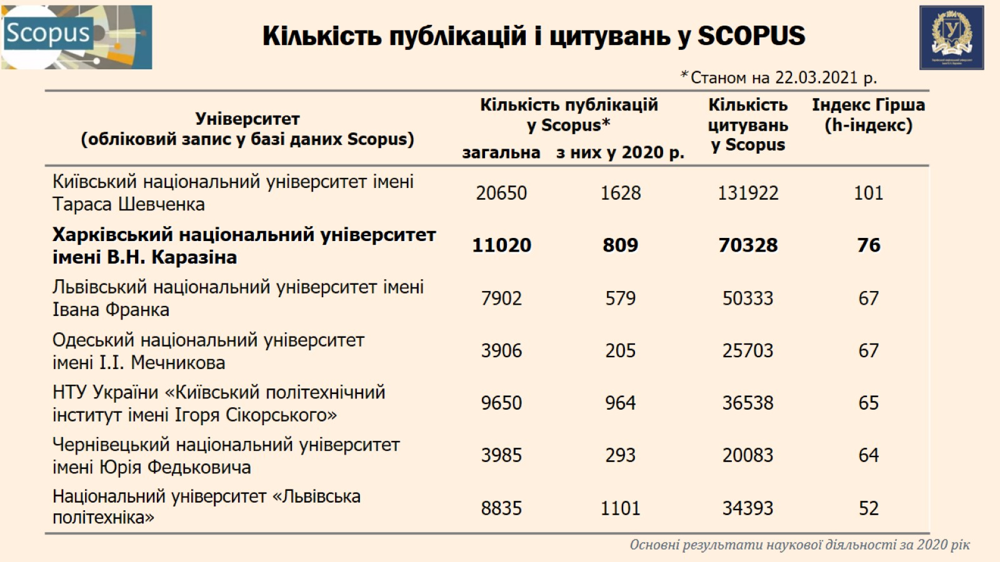 Scopus
Кількість публікацій і цитувань у SCOPUS
* Станом на 22.03.2021 р.
Університет
(обліковий запис у базі даних Scopus)
Кількість публікацій
у Scopus*
загальна з них у 2020 р.
Кількість
цитувань
у Scopus
Індекс Гірша
(h-індекс)
Київський національний університет імені
Тараса Шевченка
20650 1628 131922 101
Харківський національний університет
імені В.Н. Каразіна
11020 809 70328 76
Львівський національний університет імені
Івана Франка
7902 579 50333 67
Одеський національний університет
імені І.І. Мечникова
3906 205 25703 67
НТУ України «Київський політехнічний
інститут імені Ігоря Сікорського»
9650 964 36538 65
Чернівецький національний університет
імені Юрія Федьковича
3985 293 20083 64
Національний університет «Львівська
політехніка»
8835 1101 34393 52
Основні результати наукової діяльності за 2020 рік